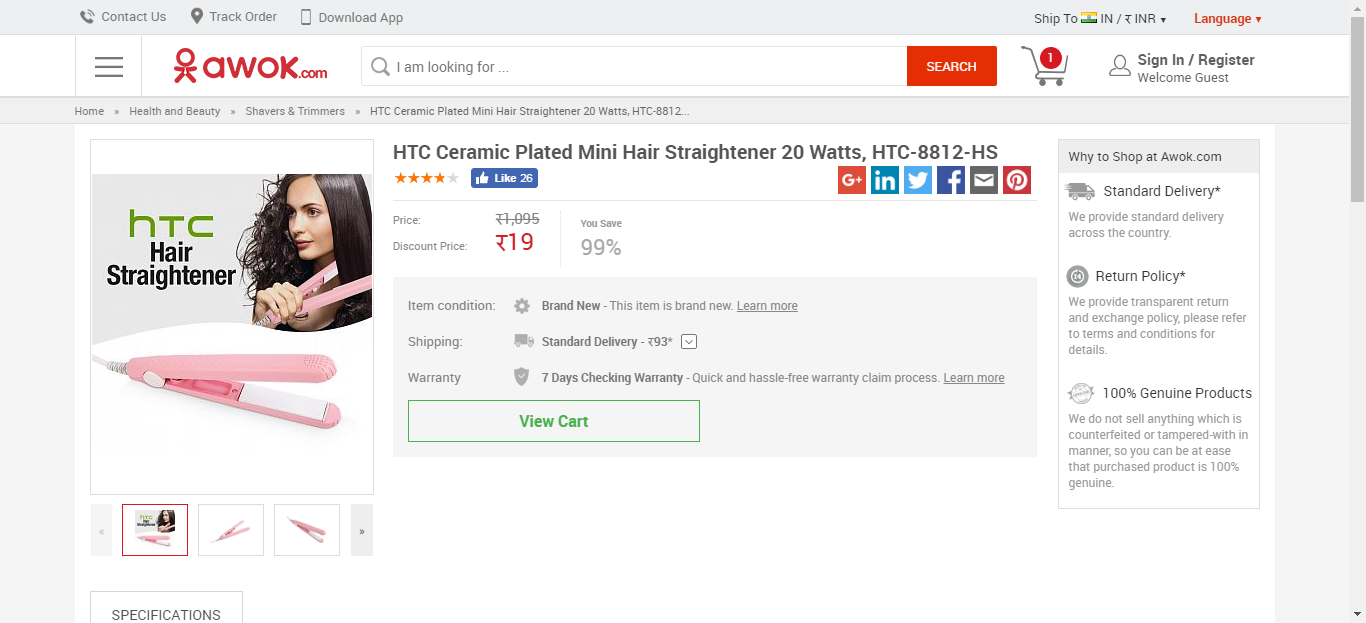 Contact Us Track Order Download App Ship To IN / ₹ INR ▾ Language ▾
awok.com I am looking for ... SEARCH 1 Sign In / Register
Welcome Guest
Home » Health and Beauty » Shavers & Trimmers » HTC Ceramic Plated Mini Hair Straightener 20 Watts, HTC-8812...
HTC Ceramic Plated Mini Hair Straightener 20 Watts, HTC-8812-HS
Like 26
G+ in f
Price: ₹1,095
Discount Price: ₹19
You Save
99%
htc
Hair
Straightener
Item condition: Brand New - This item is brand new. Learn more
Shipping: Standard Delivery - ₹93*
Warranty 7 Days Checking Warranty - Quick and hassle-free warranty claim process. Learn more
View Cart
Why to Shop at Awok.com
Standard Delivery*
We provide standard delivery
across the country.
14
Return Policy*
We provide transparent return
and exchange policy, please refer
to terms and conditions for
details.
100% Genuine Products
We do not sell anything which is
counterfeited or tampered-with in
manner, so you can be at ease
that purchased product is 100%
genuine.
«
htc
Hair
Straightener
»
SPECIFICATIONS